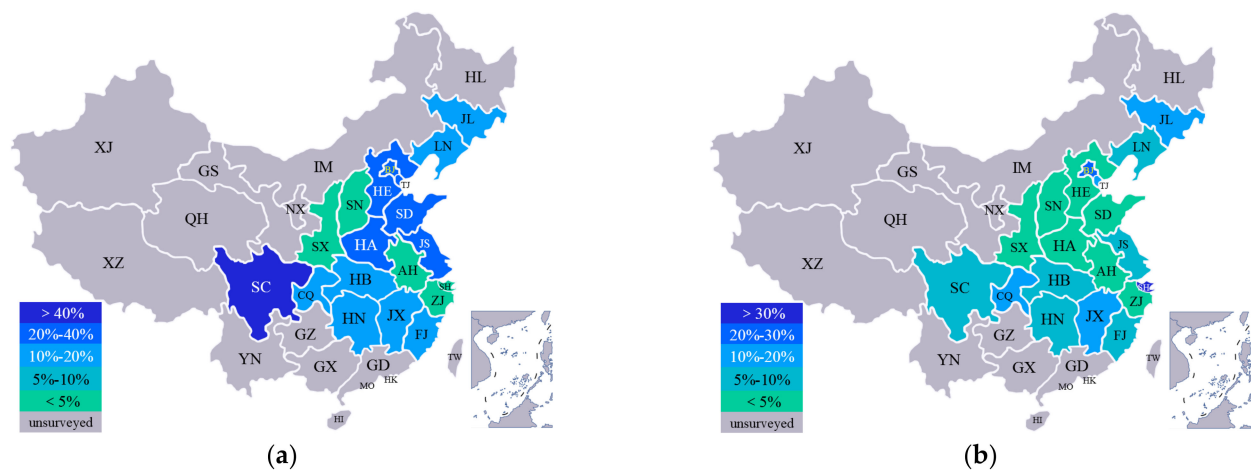 HL
JL
LN
XJ
IM
GS
BJ
TJ
HE
NX
SN
SD
QH
SX
HA
JS
XZ
AH
SC
HB
SH
CQ
ZJ
HN
JX
FJ
GZ
YN
GX
GD
TW
MO
HK
HI
> 40%
20%-40%
10%-20%
5%-10%
< 5%
unsurveyed
(a)
HL
JL
LN
XJ
IM
GS
BJ
TJ
HE
NX
SN
SD
QH
SX
HA
JS
XZ
AH
SC
HB
SH
CQ
ZJ
HN
JX
FJ
GZ
YN
GX
GD
TW
MO
HK
HI
> 30%
20%-30%
10%-20%
5%-10%
< 5%
unsurveyed
(b)